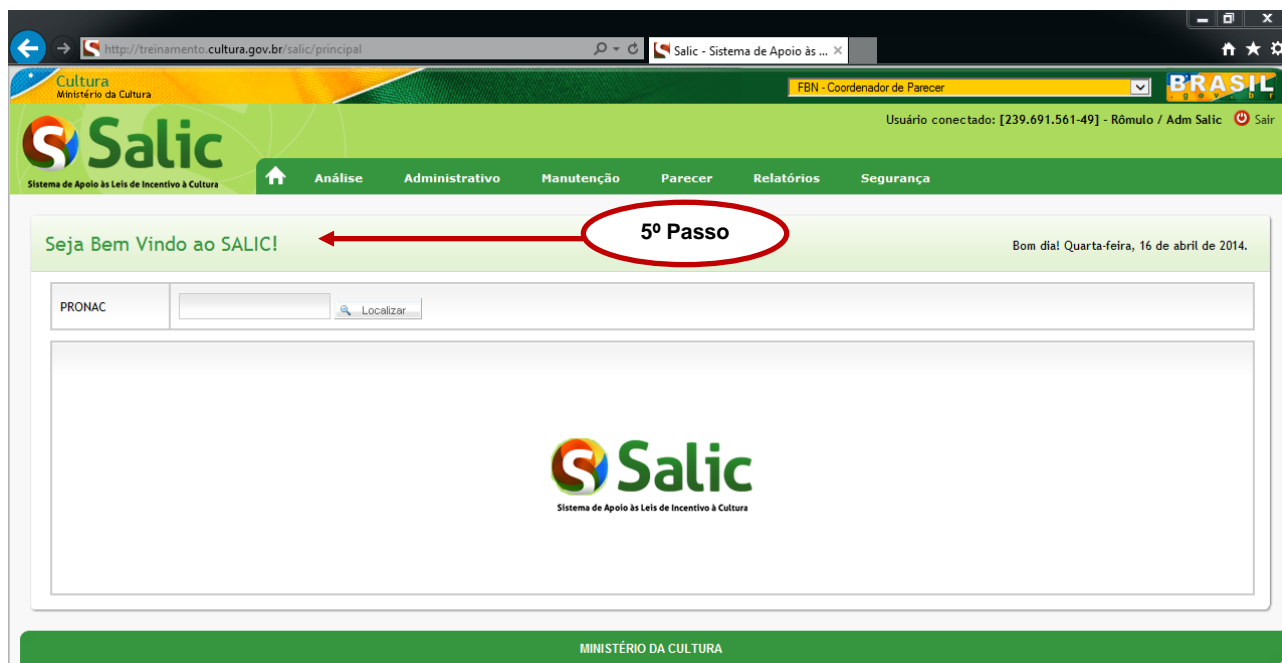 http://treinamento.cultura.gov.br/salic/principal
Salic - Sistema de Apoio às ...
Cultura
Ministério da Cultura
FBN - Coordenador de Parecer
BRASIL
.gov.br
Usuário conectado: [239.691.561-49] - Rômulo / Adm Salic Sair
Salic
Sistema de Apoio às Leis de Incentivo à Cultura
Análise Administrativo Manutenção Parecer Relatórios Segurança
Seja Bem Vindo ao SALIC!
5º Passo
Bom dia! Quarta-feira, 16 de abril de 2014.
PRONAC
Localizar
Salic
Sistema de Apoio às Leis de Incentivo à Cultura
MINISTÉRIO DA CULTURA